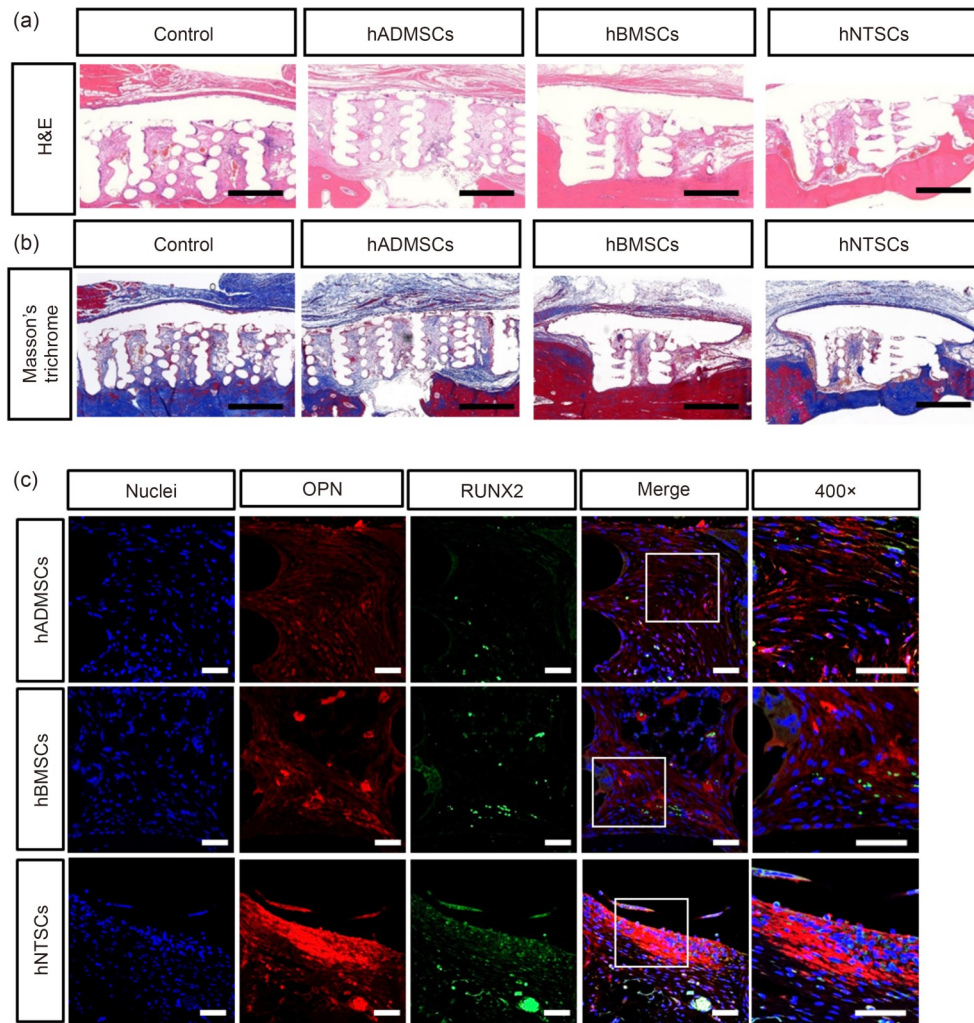 (a)
Control
hADMSCs
hBMSCs
hNTSCs
H&E
(b)
Control
hADMSCs
hBMSCs
hNTSCs
Masson's
trichrome
(c)
Nuclei
OPN
RUNX2
Merge
400×
hADMSCs
hBMSCs
hNTSCs